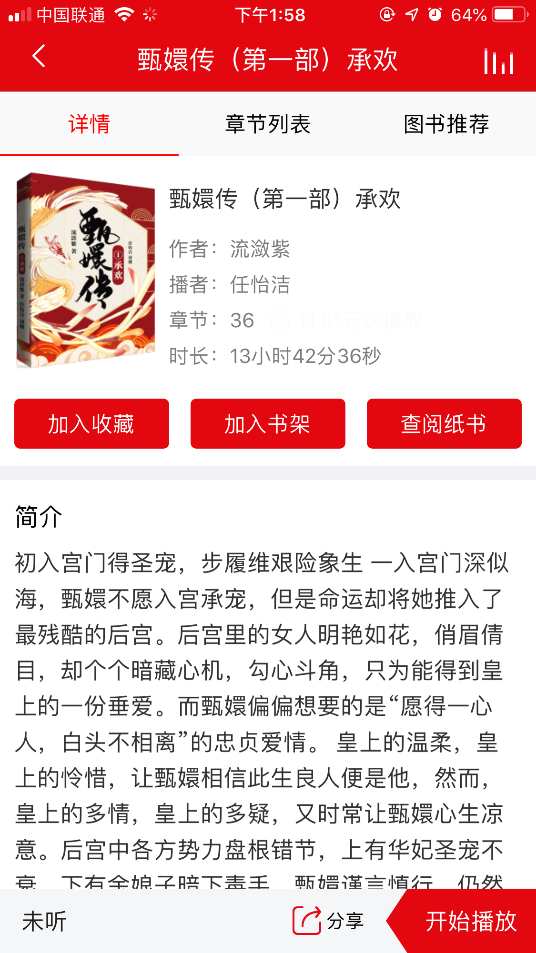 中国联通 下午1:58 64%
甄嬛传（第一部）承欢
详情 章节列表 图书推荐
甄嬛传
①承欢
流潋紫 著
甄嬛传（第一部）承欢
作者：流潋紫
播者：任怡洁
章节：36 11.51万次播放
时长：13小时42分36秒
加入收藏 加入书架 查阅纸书
简介
初入宫门得圣宠，步履维艰险象生 一入宫门深似
海，甄嬛不愿入宫承宠，但是命运却将她推入了
最残酷的后宫。后宫里的女人明艳如花，俏眉倩
目，却个个暗藏心机，勾心斗角，只为能得到皇
上的一份垂爱。而甄嬛偏偏想要的是“愿得一心
人，白头不相离”的忠贞爱情。 皇上的温柔，皇
上的怜惜，让甄嬛相信此生良人便是他，然而，
皇上的多情，皇上的多疑，又时常让甄嬛心生凉
意。后宫中各方势力盘根错节，上有华妃圣宠不
衰，下有余娘子暗下毒手，甄嬛谨言慎行，仍然
未听 分享 开始播放